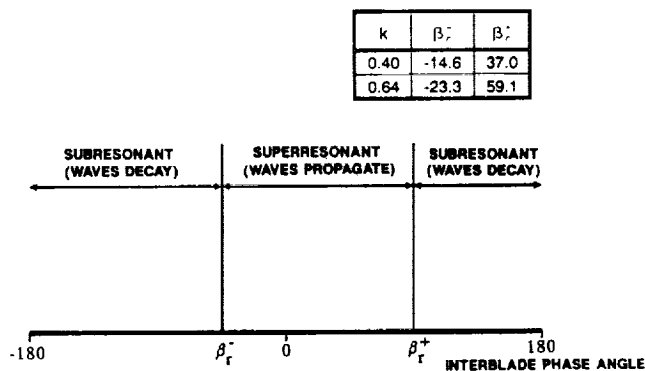 k β_r^- β_r^+
0.40 -14.6 37.0
0.64 -23.3 59.1
SUBRESONANT SUPERRESONANT SUBRESONANT
(WAVES DECAY) (WAVES PROPAGATE) (WAVES DECAY)
-180 β_r^- 0 β_r^+ 180
INTERBLADE PHASE ANGLE